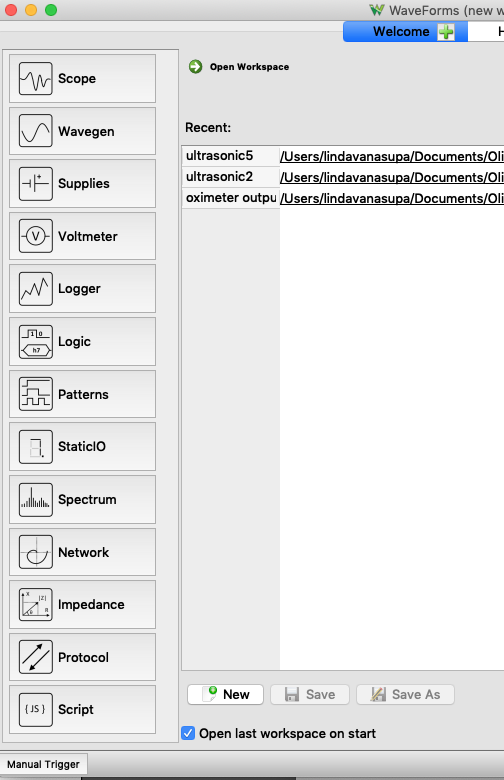 WaveForms (new w
Welcome
Scope
Wavegen
Supplies
Voltmeter
Logger
Logic
Patterns
StaticIO
Spectrum
Network
Impedance
Protocol
Script
Open Workspace
Recent:
ultrasonic5 /Users/lindavanasupa/Documents/Oli
ultrasonic2 /Users/lindavanasupa/Documents/Oli
oximeter outpu /Users/lindavanasupa/Documents/Oli
New Save Save As
Open last workspace on start
Manual Trigger